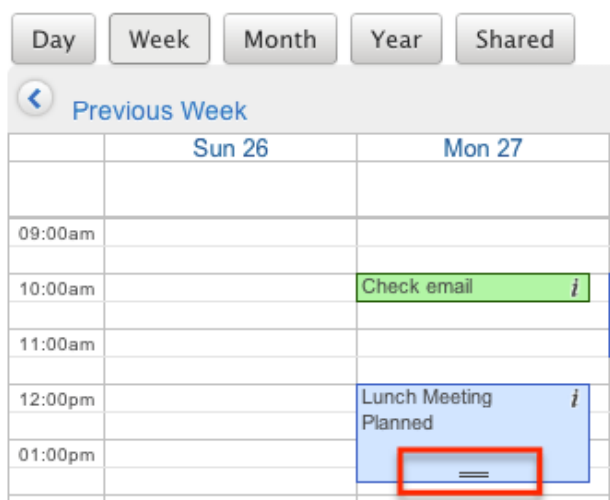 Day Week Month Year Shared
Previous Week
Sun 26 Mon 27
09:00am
10:00am Check email i
11:00am
12:00pm Lunch Meeting i
Planned
01:00pm